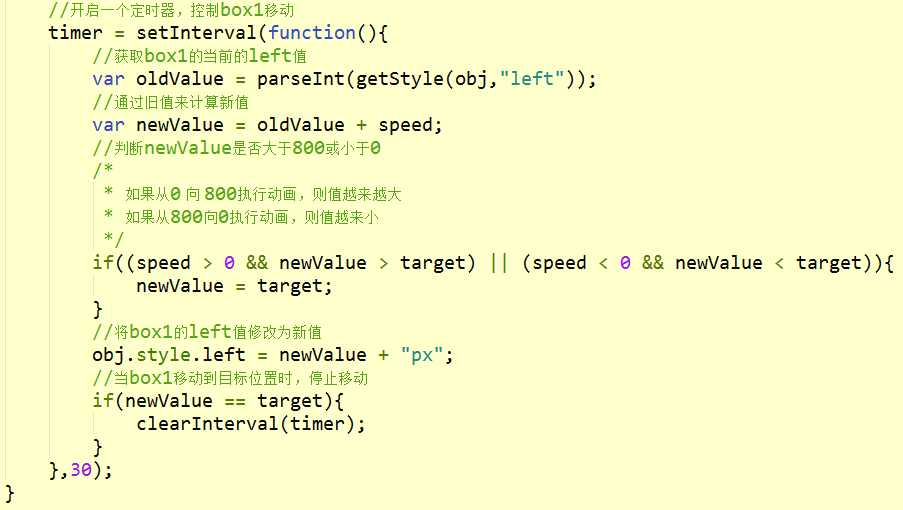 //开启一个定时器，控制box1移动
timer = setInterval(function(){
//获取box1的当前的left值
var oldValue = parseInt(getStyle(obj,"left"));
//通过旧值来计算新值
var newValue = oldValue + speed;
//判断newValue是否大于800或小于0
/*
* 如果从0 向 800执行动画，则值越来越大
* 如果从800向0执行动画，则值越来小
*/
if((speed > 0 && newValue > target) || (speed < 0 && newValue < target)){
newValue = target;
}
//将box1的left值修改为新值
obj.style.left = newValue + "px";
//当box1移动到目标位置时，停止移动
if(newValue == target){
clearInterval(timer);
}
},30);
}